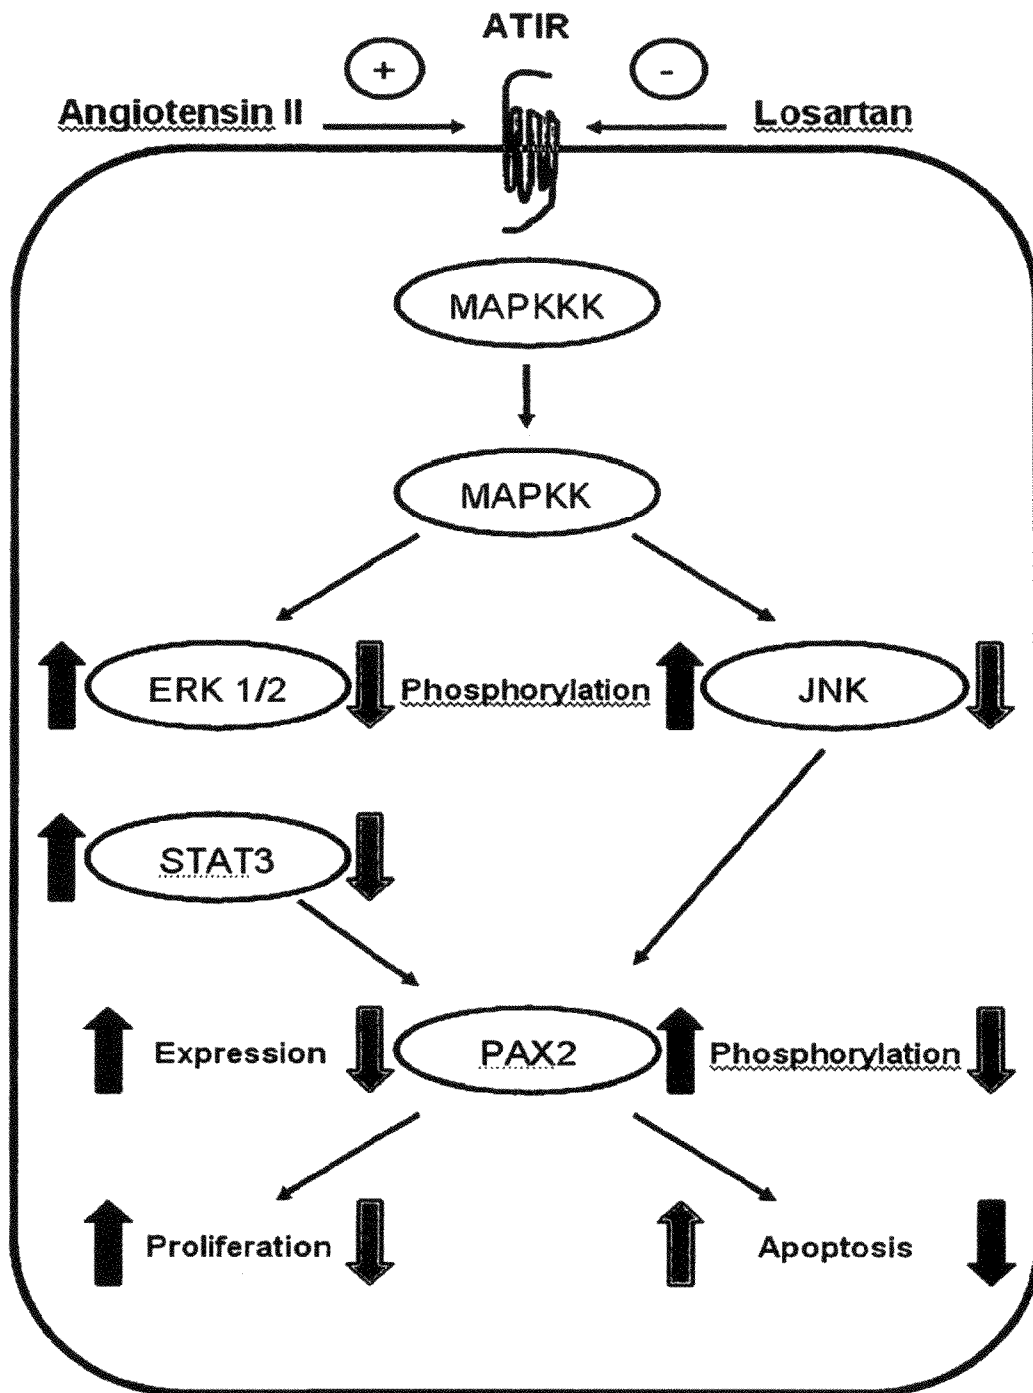 ATIR
+
-
Angiotensin II
Losartan
MAPKKK
MAPKK
ERK 1/2
Phosphorylation
JNK
STAT3
Expression
PAX2
Phosphorylation
Proliferation
Apoptosis